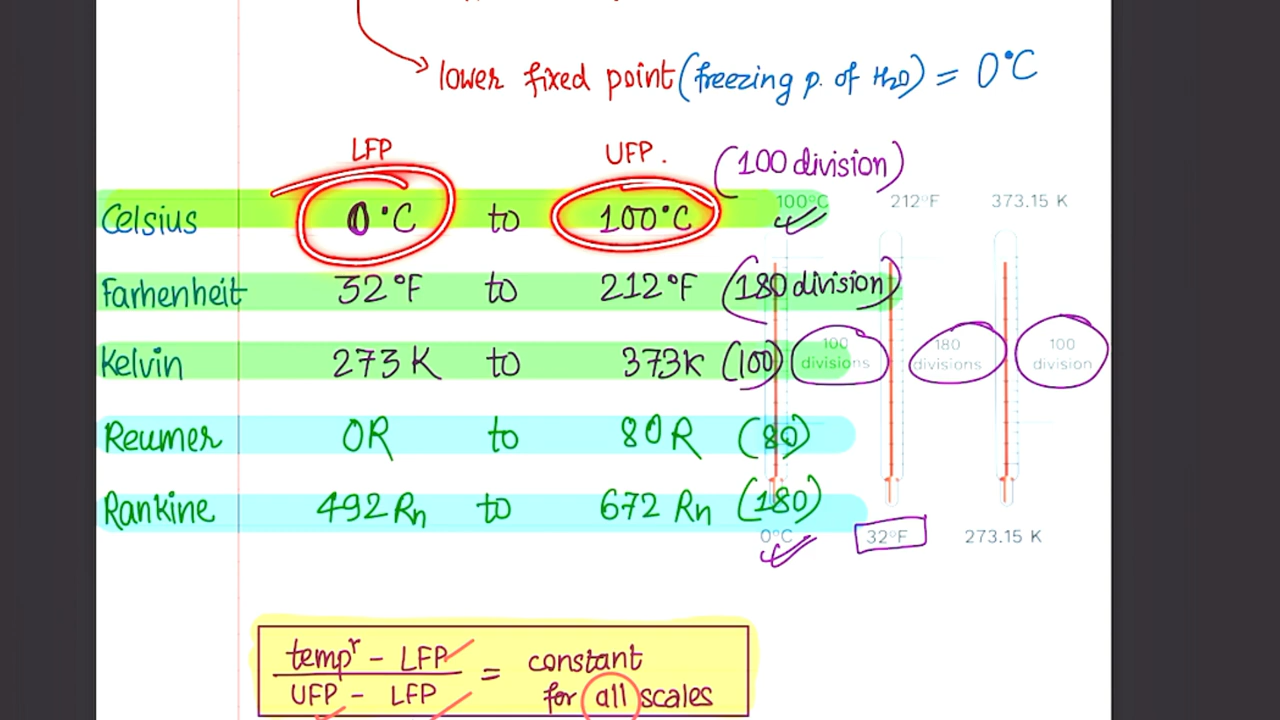 lower fixed point (freezing p. of H2O) = 0°C
LFP UFP. (100 division)
Celsius 0°C to 100°C 100°C 212°F 373.15 K
Farhenheit 32°F to 212°F (180 division)
Kelvin 273 K to 373K (100) 100 divisions 180 divisions 100 division
Reumer 0R to 80R (80)
Rankine 492 Rn to 672 Rn (180)
0°C 32°F 273.15 K
tempr - LFP
UFP - LFP
= constant
for all scales